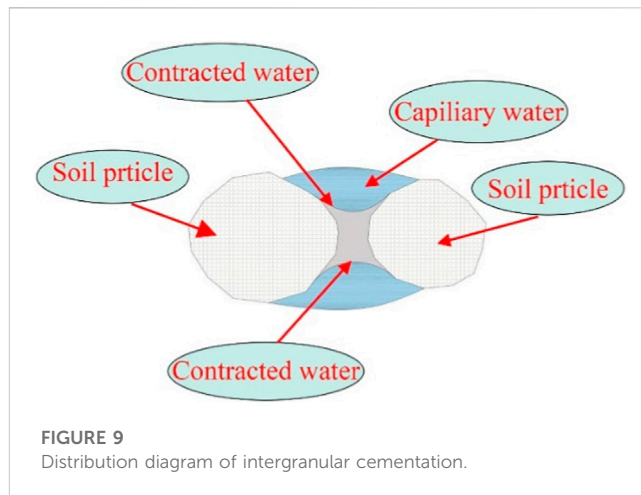 Contracted water
Capiliary water
Soil prticle
Soil prticle
Contracted water
FIGURE 9
Distribution diagram of intergranular cementation.